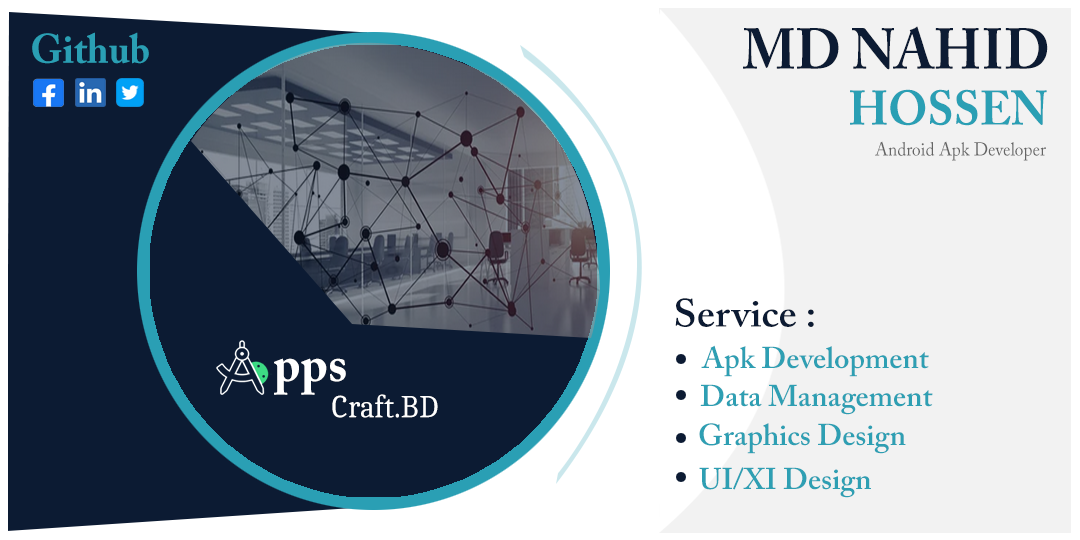 Github
MD NAHID
HOSSEN
Android Apk Developer
pps
Craft.BD
Service :
Apk Development
Data Management
Graphics Design
UI/XI Design